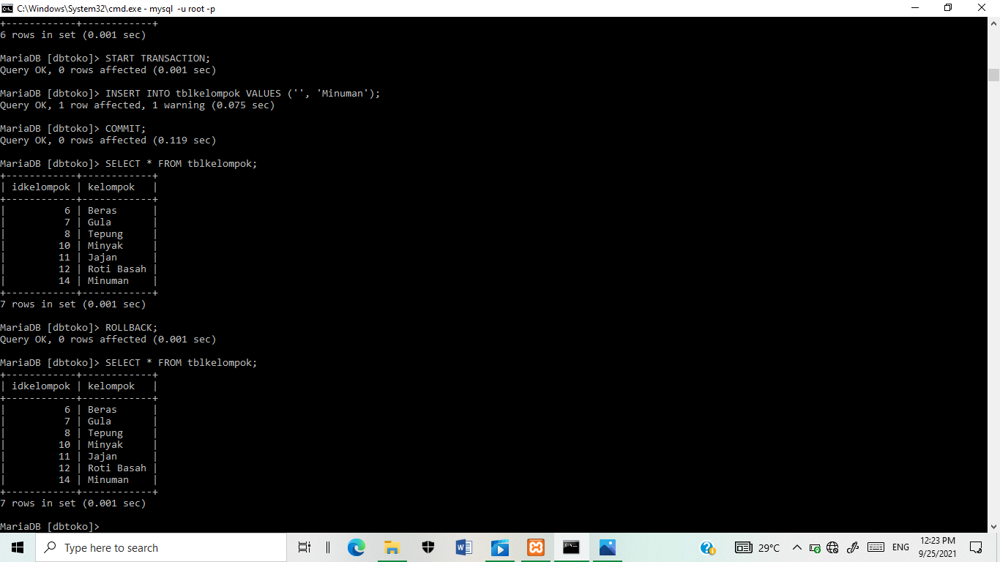 C:\Windows\System32\cmd.exe - mysql  -u root -p
+------------+------------+
6 rows in set (0.001 sec)
MariaDB [dbtoko]> START TRANSACTION;
Query OK, 0 rows affected (0.001 sec)
MariaDB [dbtoko]> INSERT INTO tblkelompok VALUES ('', 'Minuman');
Query OK, 1 row affected, 1 warning (0.075 sec)
MariaDB [dbtoko]> COMMIT;
Query OK, 0 rows affected (0.119 sec)
MariaDB [dbtoko]> SELECT * FROM tblkelompok;
+------------+------------+
| idkelompok | kelompok   |
+------------+------------+
|          6 | Beras      |
|          7 | Gula       |
|          8 | Tepung     |
|         10 | Minyak     |
|         11 | Jajan      |
|         12 | Roti Basah |
|         14 | Minuman    |
+------------+------------+
7 rows in set (0.001 sec)
MariaDB [dbtoko]> ROLLBACK;
Query OK, 0 rows affected (0.001 sec)
MariaDB [dbtoko]> SELECT * FROM tblkelompok;
+------------+------------+
| idkelompok | kelompok   |
+------------+------------+
|          6 | Beras      |
|          7 | Gula       |
|          8 | Tepung     |
|         10 | Minyak     |
|         11 | Jajan      |
|         12 | Roti Basah |
|         14 | Minuman    |
+------------+------------+
7 rows in set (0.001 sec)
MariaDB [dbtoko]>
Type here to search
29°C
ENG
12:23 PM
9/25/2021